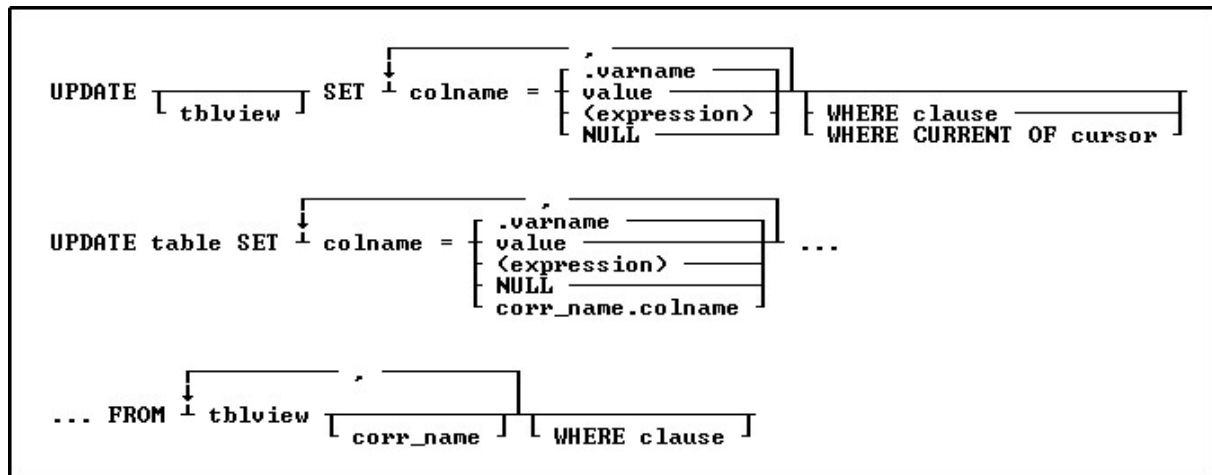 ,
.varname
UPDATE tblview SET colname = value
(expression) WHERE clause
NULL WHERE CURRENT OF cursor
,
.varname
UPDATE table SET colname = value ...
(expression)
NULL
corr_name.colname
,
... FROM tblview
corr_name WHERE clause